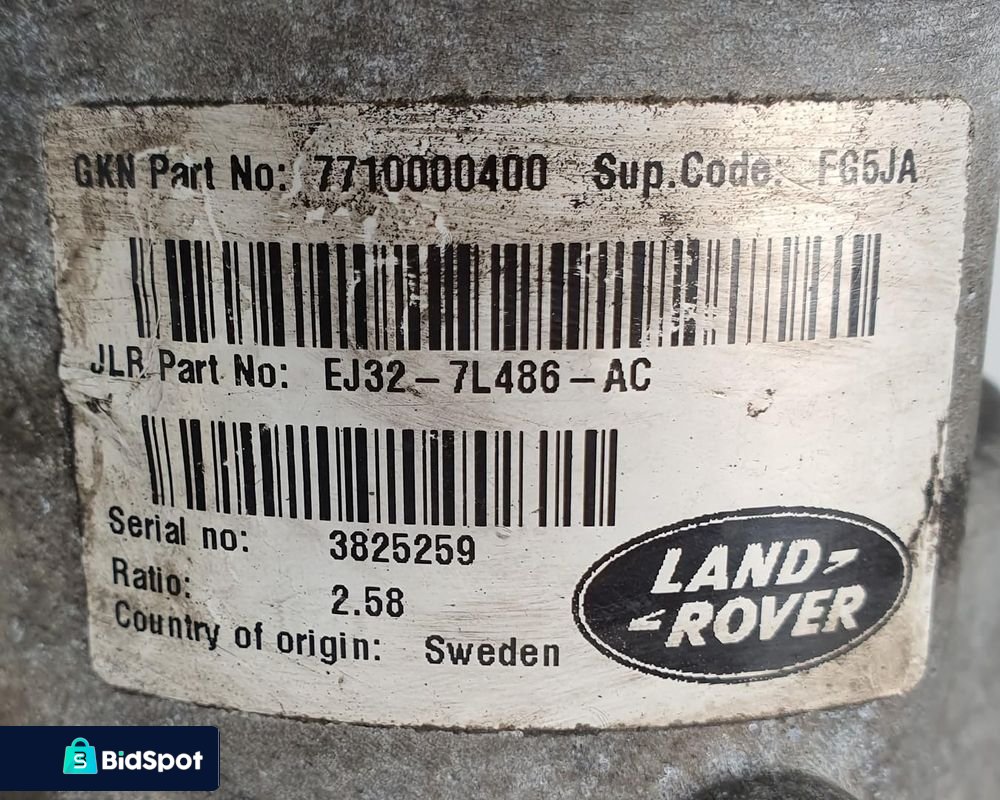 GKN Part No: 7710000400 Sup.Code: FG5JA
JLR Part No: EJ32-7L486-AC
Serial no: 3825259
Ratio: 2.58
Country of origin: Sweden
LAND-
-ROVER
S BidSpot